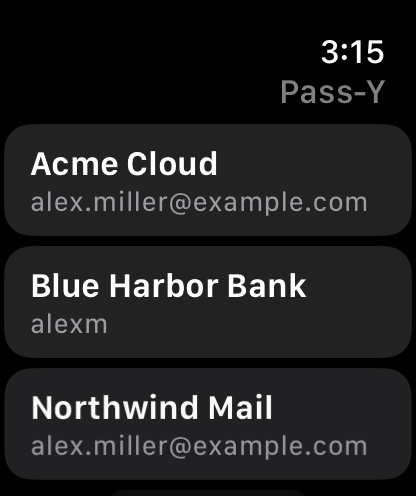 3:15
Pass-Y
Acme Cloud
alex.miller@example.com
Blue Harbor Bank
alexm
Northwind Mail
alex.miller@example.com